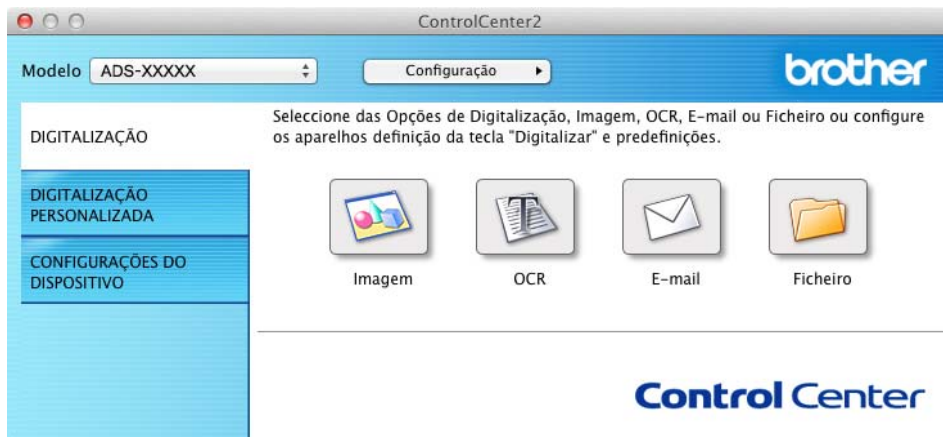 ControlCenter2
Modelo ADS-XXXXX Configuração brother
DIGITALIZAÇÃO
DIGITALIZAÇÃO
PERSONALIZADA
CONFIGURAÇÕES DO
DISPOSITIVO
Seleccione das Opções de Digitalização, Imagem, OCR, E-mail ou Ficheiro ou configure
os aparelhos definição da tecla "Digitalizar" e predefinições.
Imagem OCR E-mail Ficheiro
Control Center